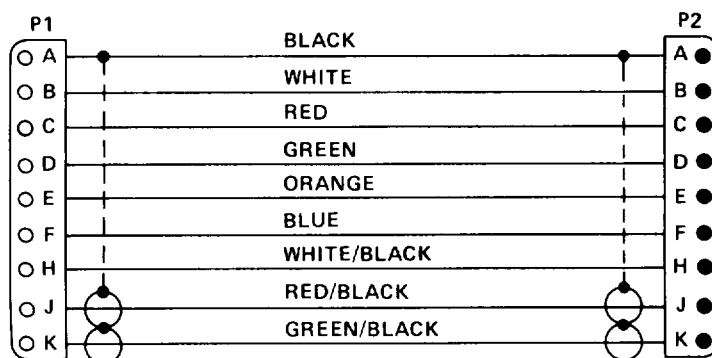 P1 P2
A BLACK A
B WHITE B
C RED C
D GREEN D
E ORANGE E
F BLUE F
H WHITE/BLACK H
J RED/BLACK J
K GREEN/BLACK K